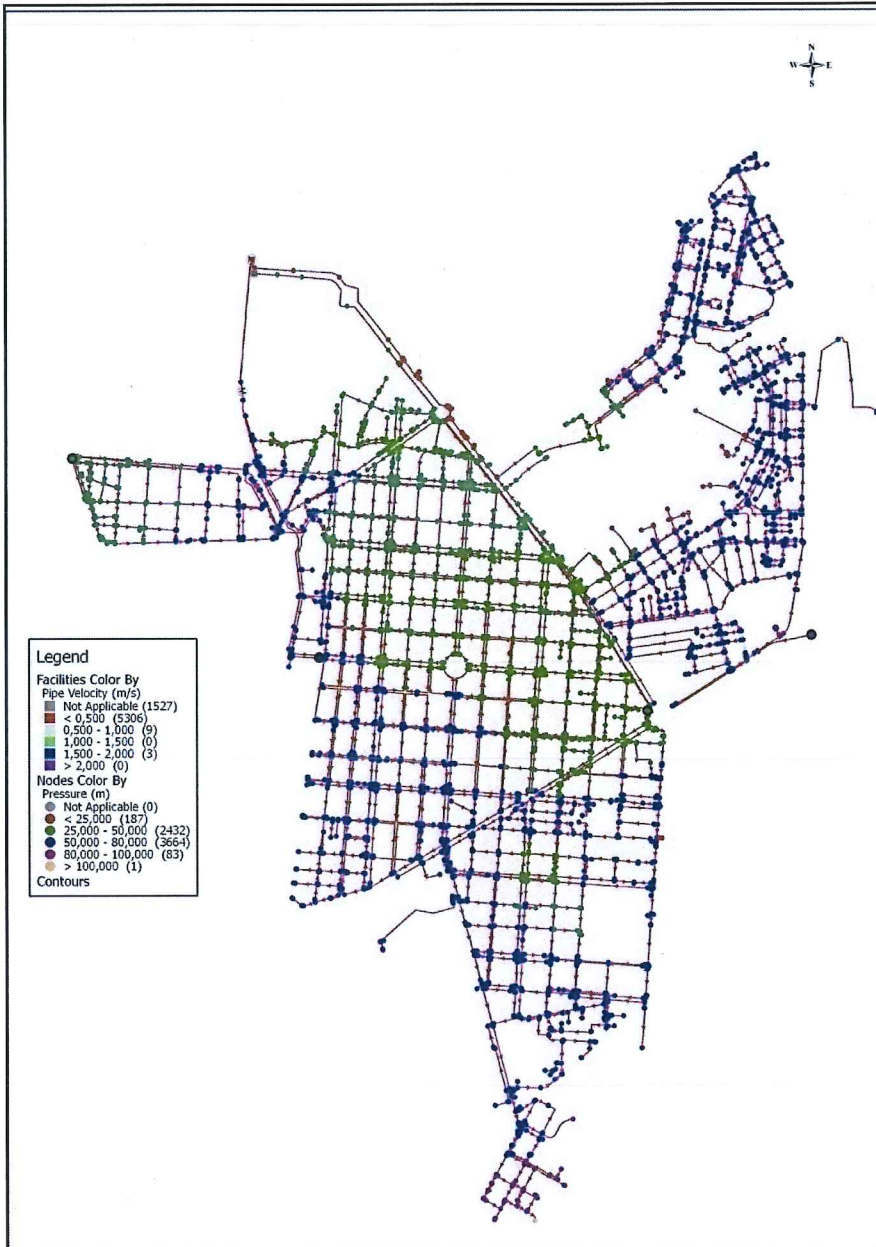 N
W E
S
Legend
Facilities Color By
Pipe Velocity (m/s)
Not Applicable (1527)
< 0,500 (5306)
0,500 - 1,000 (9)
1,000 - 1,500 (0)
1,500 - 2,000 (3)
> 2,000 (0)
Nodes Color By
Pressure (m)
Not Applicable (0)
< 25,000 (187)
25,000 - 50,000 (2432)
50,000 - 80,000 (3664)
80,000 - 100,000 (83)
> 100,000 (1)
Contours